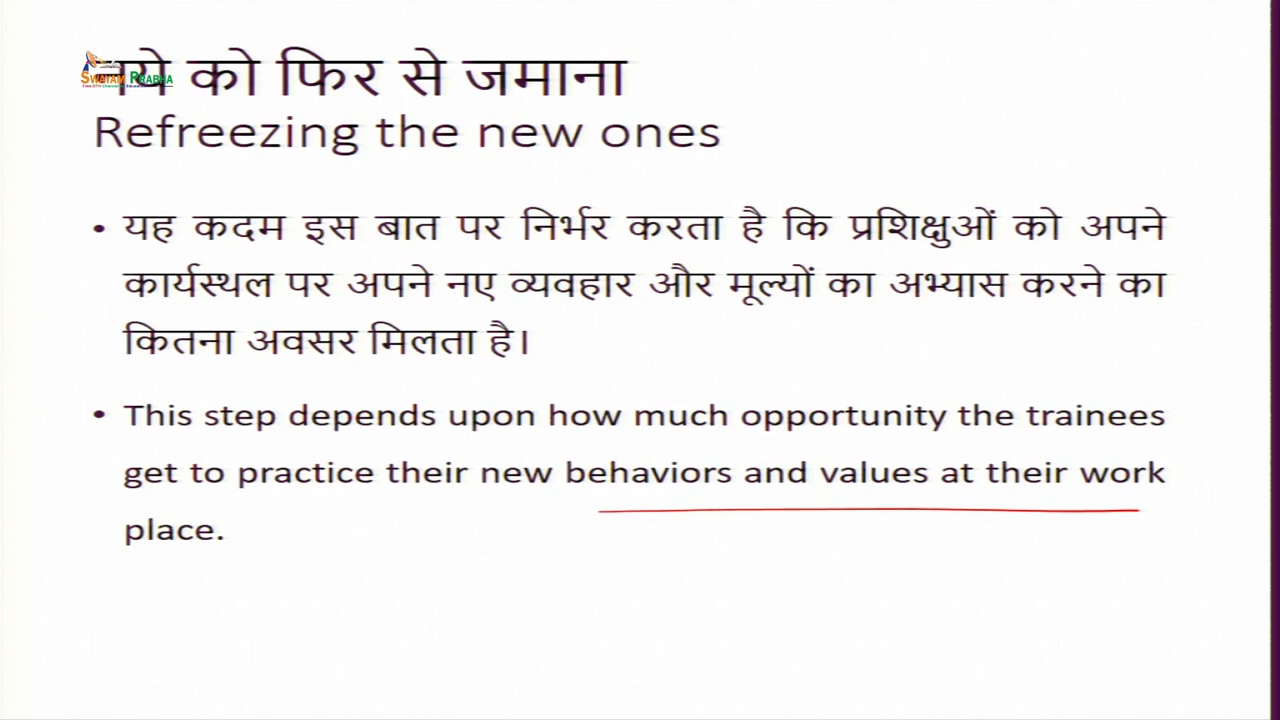 Swayam Prabha
को फिर से जमाना
Refreezing the new ones
• यह कदम इस बात पर निर्भर करता है कि प्रशिक्षुओं को अपने
कार्यस्थल पर अपने नए व्यवहार और मूल्यों का अभ्यास करने का
कितना अवसर मिलता है।
• This step depends upon how much opportunity the trainees
get to practice their new behaviors and values at their work
place.